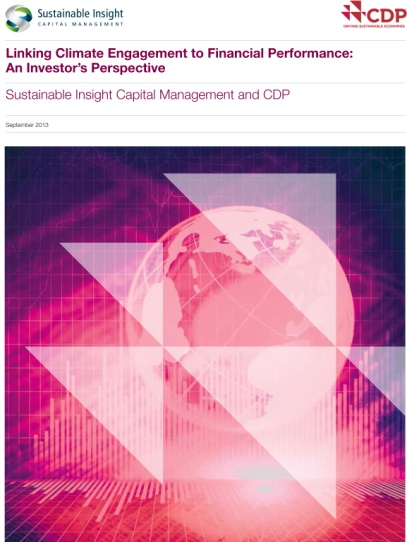 Sustainable Insight
CAPITAL MANAGEMENT
CDP
DRIVING SUSTAINABLE ECONOMIES
Linking Climate Engagement to Financial Performance:
An Investor's Perspective
Sustainable Insight Capital Management and CDP
September 2013